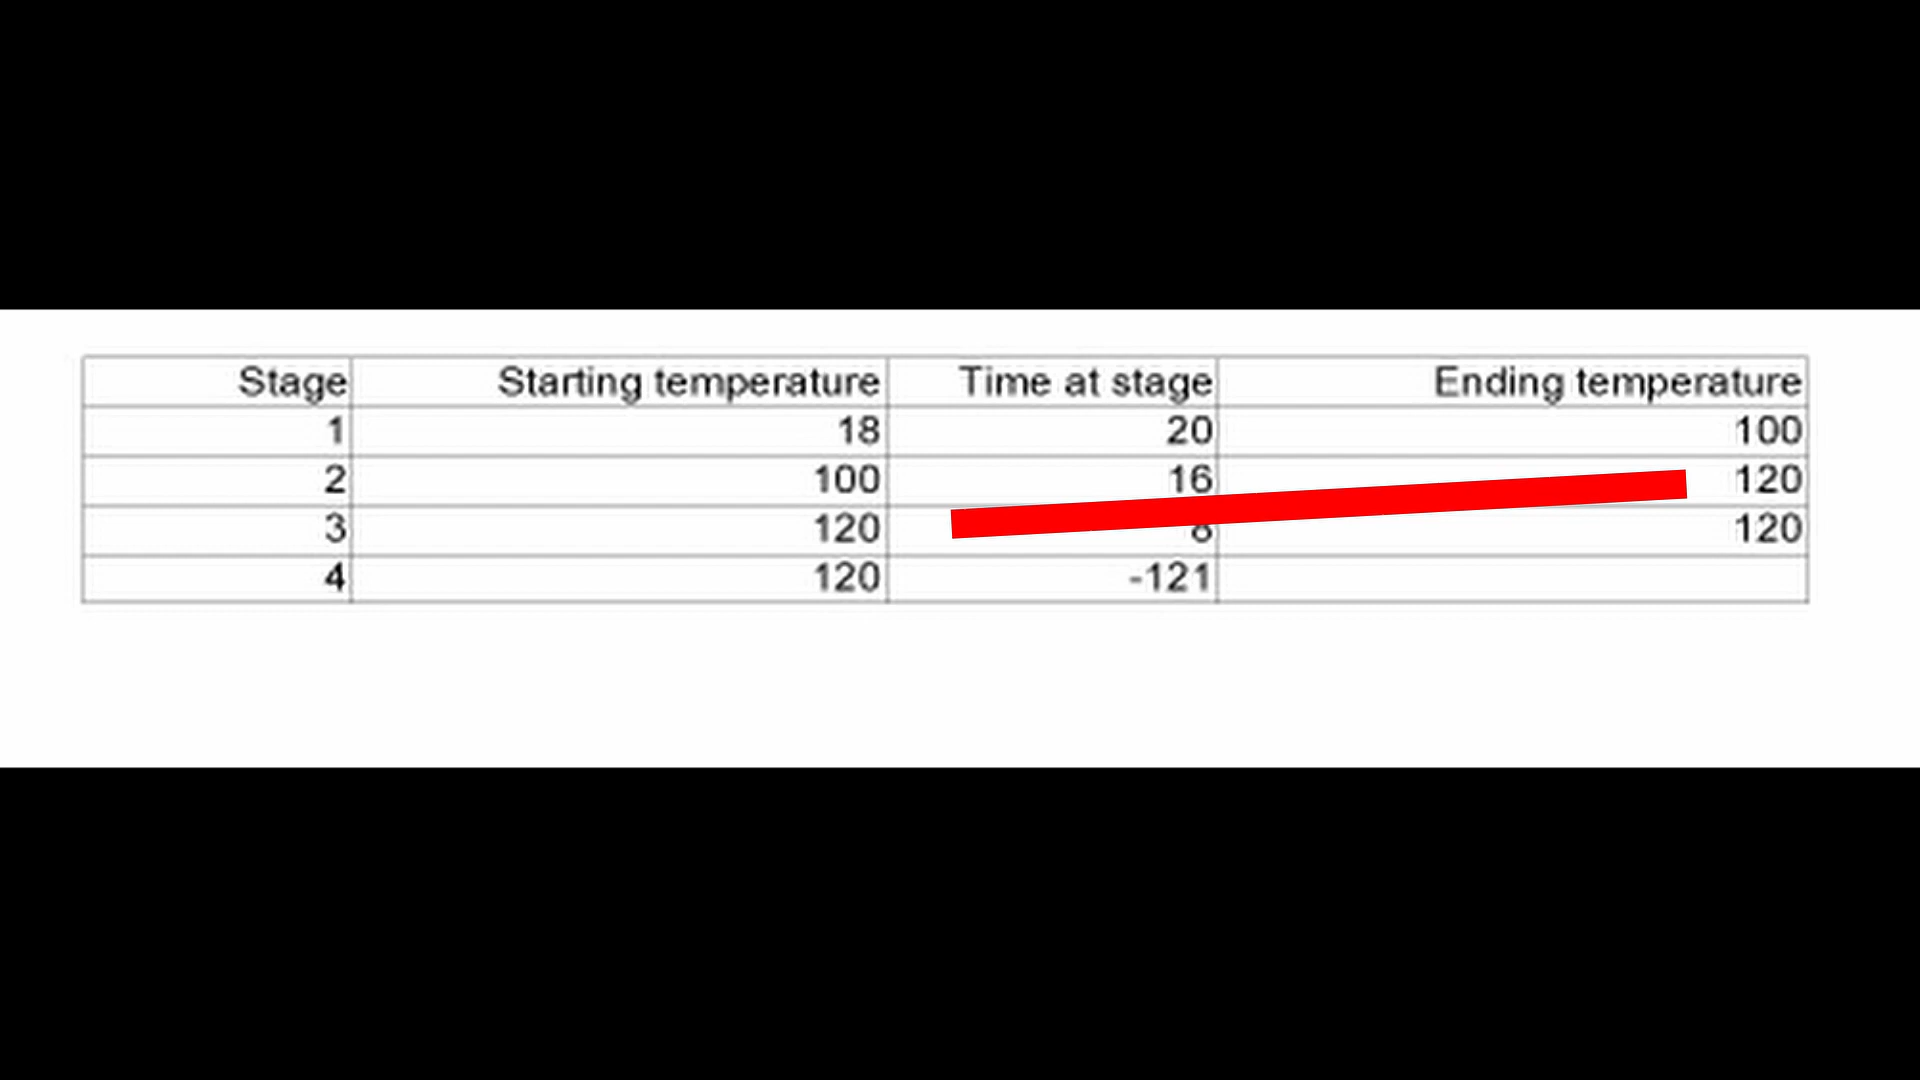 Stage Starting temperature Time at stage Ending temperature
1 18 20 100
2 100 16 120
3 120 8 120
4 120 -121